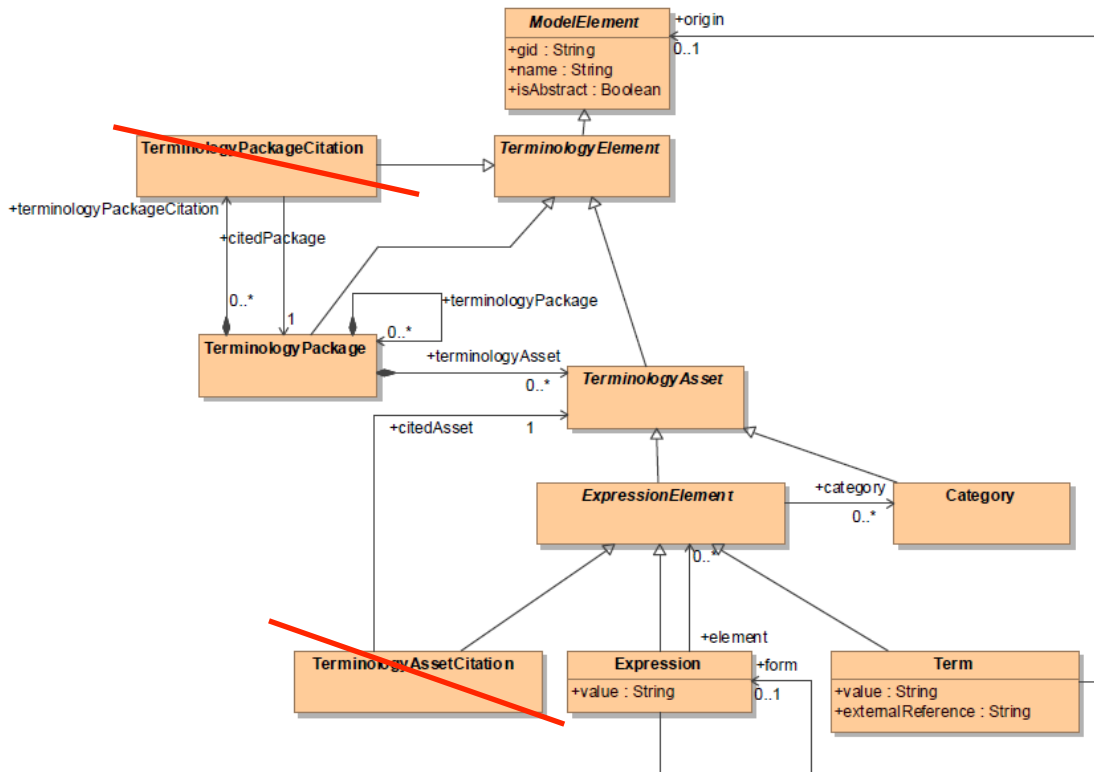 ModelElement
+gid : String
+name : String
+isAbstract : Boolean
+origin
0..1
TerminologyPackageCitation
TerminologyElement
+terminologyPackageCitation
+citedPackage
0..*
1
+terminologyPackage
0..*
TerminologyPackage
+terminologyAsset
0..*
TerminologyAsset
+citedAsset
1
ExpressionElement
+category
0..*
Category
0..*
+element
TerminologyAssetCitation
Expression
+value : String
+form
0..1
Term
+value : String
+externalReference : String